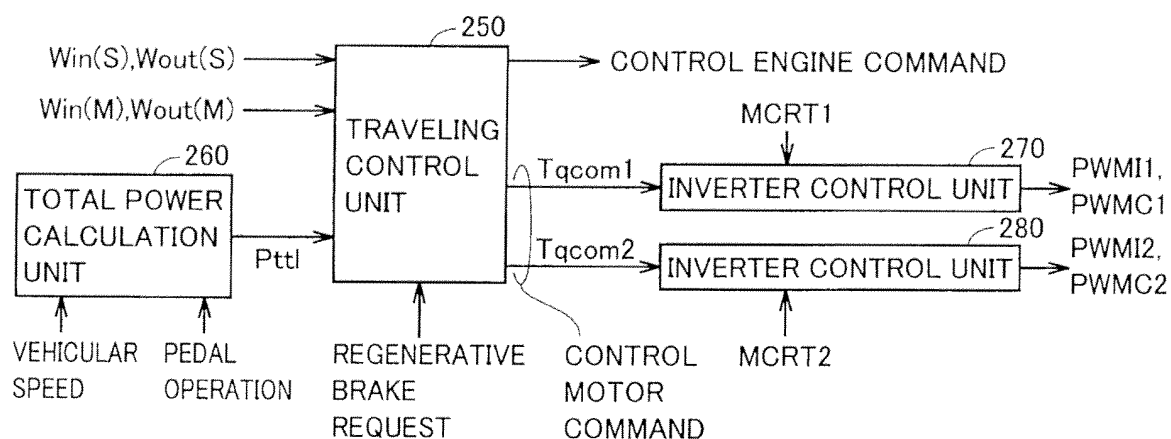 250
Win(S),Wout(S)
CONTROL ENGINE COMMAND
Win(M),Wout(M)
MCRT1
TRAVELING
CONTROL
UNIT
260
270
TOTAL POWER
CALCULATION
UNIT
Pttl
Tqcom1
INVERTER CONTROL UNIT
PWMI1,
PWMC1
280
Tqcom2
INVERTER CONTROL UNIT
PWMI2,
PWMC2
VEHICULAR
SPEED
PEDAL
OPERATION
REGENERATIVE
BRAKE
REQUEST
CONTROL
MOTOR
COMMAND
MCRT2